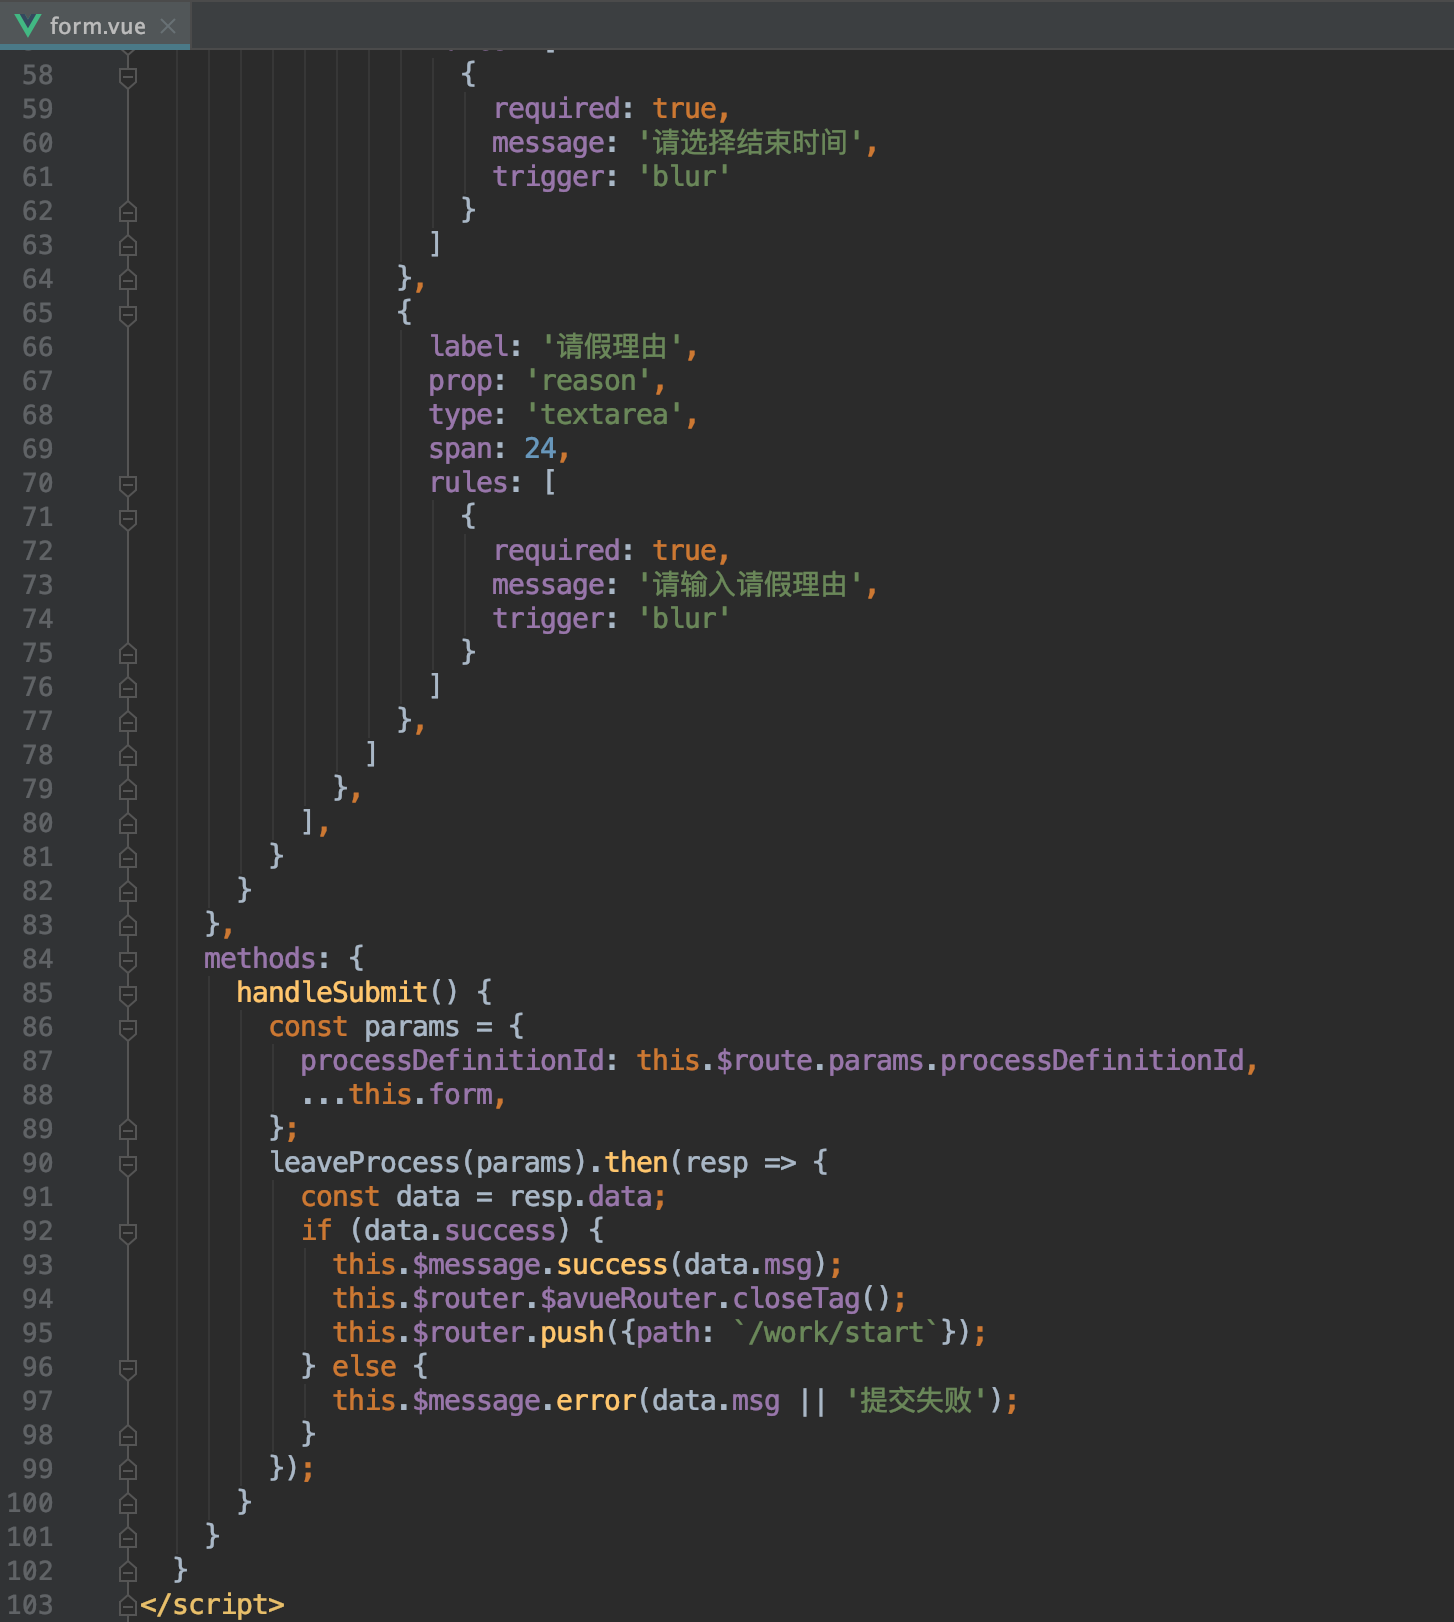 form.vue
58 {
59 required: true,
60 message: '请选择结束时间',
61 trigger: 'blur'
62 }
63 ]
64 },
65 {
66 label: '请假理由',
67 prop: 'reason',
68 type: 'textarea',
69 span: 24,
70 rules: [
71 {
72 required: true,
73 message: '请输入请假理由',
74 trigger: 'blur'
75 }
76 ]
77 },
78 ]
79 },
80 ],
81 }
82 }
83 },
84 methods: {
85 handleSubmit() {
86 const params = {
87 processDefinitionId: this.$route.params.processDefinitionId,
88 ...this.form,
89 };
90 leaveProcess(params).then(resp => {
91 const data = resp.data;
92 if (data.success) {
93 this.$message.success(data.msg);
94 this.$router.$avueRouter.closeTag();
95 this.$router.push({path: `/work/start`});
96 } else {
97 this.$message.error(data.msg || '提交失败');
98 }
99 });
100 }
101 }
102 }
103 </script>